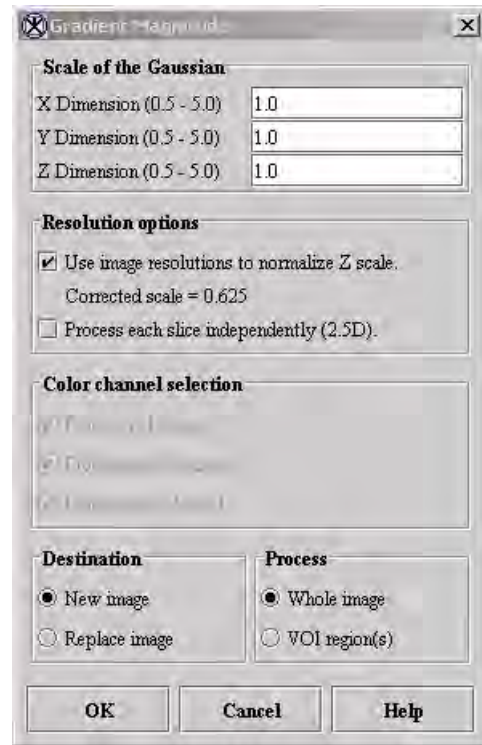 Gradient Magnitude
Scale of the Gaussian
X Dimension (0.5 - 5.0) 1.0
Y Dimension (0.5 - 5.0) 1.0
Z Dimension (0.5 - 5.0) 1.0
Resolution options
Use image resolutions to normalize Z scale.
Corrected scale = 0.625
Process each slice independently (2.5D).
Color channel selection
Destination
New image
Replace image
Process
Whole image
VOI region(s)
OK Cancel Help